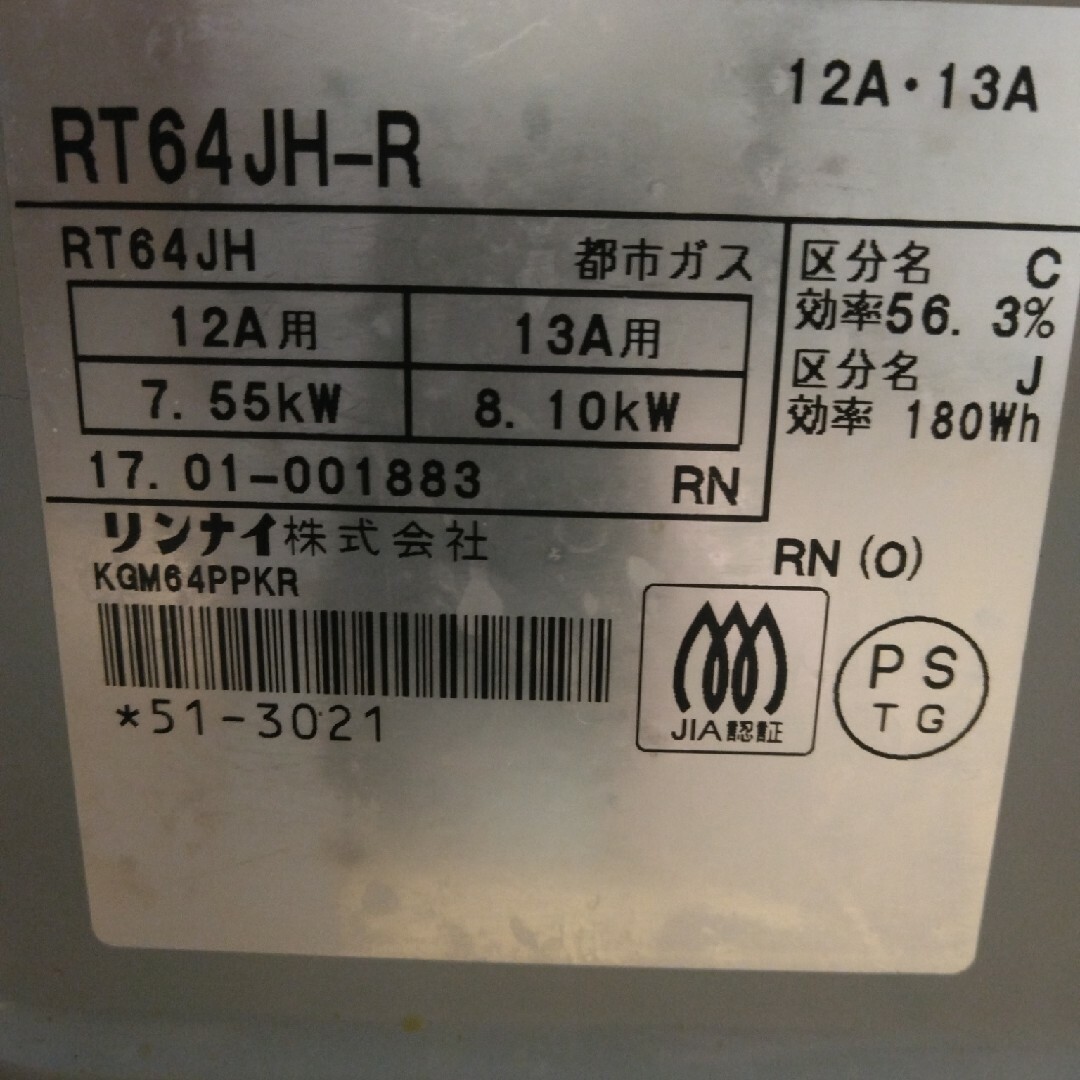 12A・13A
RT64JH-R
RT64JH 都市ガス
12A用 13A用
7.55kW 8.10kW
17.01-001883 RN
区分名 C
効率56.3%
区分名 J
効率 180Wh
リンナイ株式会社
KGM64PPKR
RN(O)
*51-3021
JIA認証
PS
TG